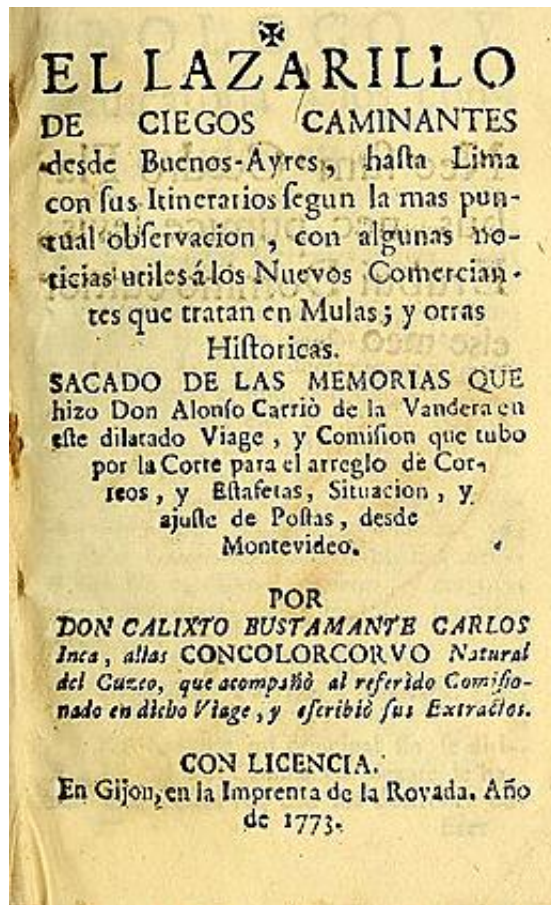 EL LAZARILLO
DE CIEGOS CAMINANTES
desde Buenos-Ayres, haſta Lima
con ſus Itinerarios ſegun la mas pun-
tual obſervacion, con algunas no-
ticias utiles á los Nuevos Comercian-
tes que tratan en Mulas; y otras
Hiſtoricas.
SACADO DE LAS MEMORIAS QUE
hizo Don Alonſo Carriò de la Vandera en
eſte dilatado Viage, y Comiſion que tubo
por la Corte para el arreglo de Cor-
reos, y Eſtafetas, Situacion, y
ajuſte de Poſtas, desde
Montevideo.
POR
DON CALIXTO BUSTAMANTE CARLOS
Inca, alias CONCOLORCORVO Natural
del Cuzco, que acompañò al referido Comiſio-
nado en dicho Viage, y eſcribiò ſus Extractos.
CON LICENCIA.
En Gijon, en la Imprenta de la Rovada. Año
de 1773.